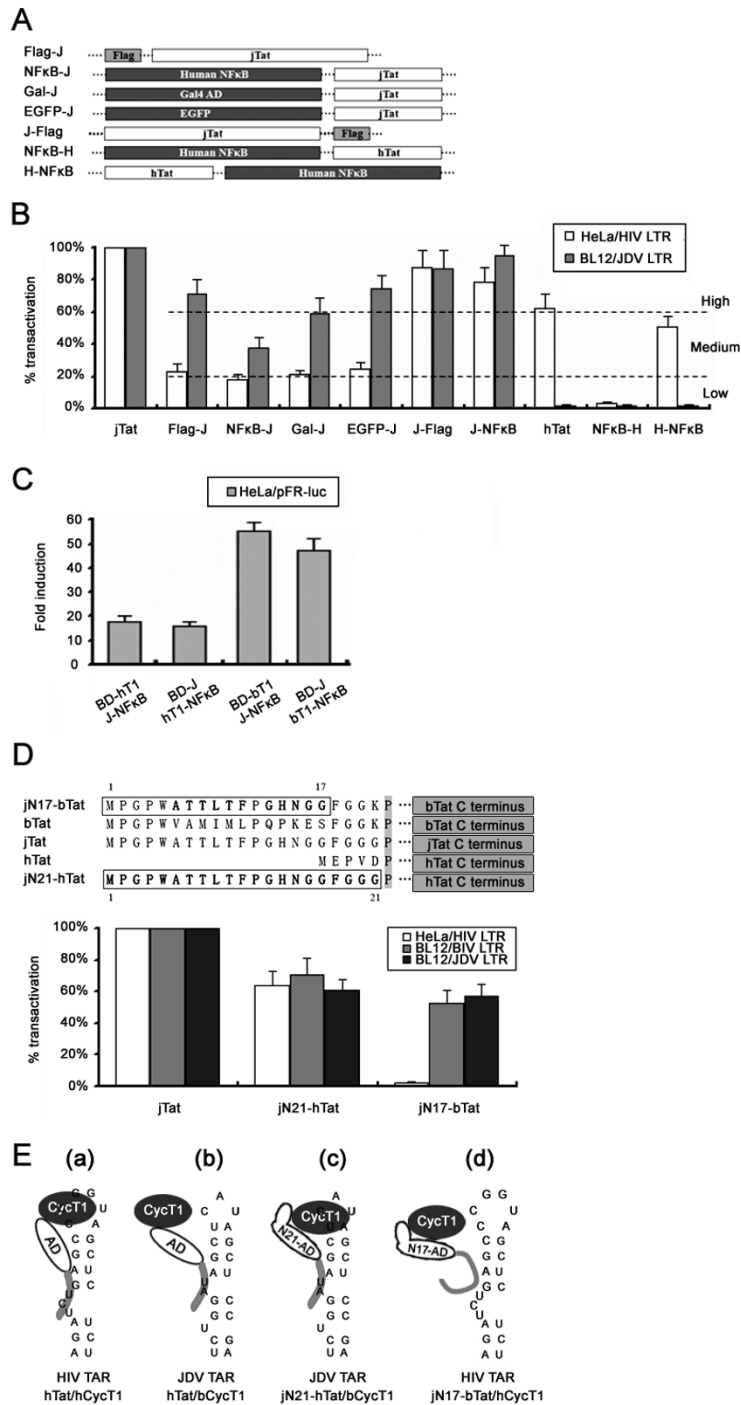 A
Flag-J Flag jTat
NFκB-J Human NFκB jTat
Gal-J Gal4 AD jTat
EGFP-J EGFP jTat
J-Flag jTat Flag
NFκB-H Human NFκB hTat
H-NFκB hTat Human NFκB
B
HeLa/HIV LTR
BL12/JDV LTR
% transactivation
100%
80%
60%
40%
20%
0%
High
Medium
Low
jTat Flag-J NFκB-J Gal-J EGFP-J J-Flag J-NFκB hTat NFκB-H H-NFκB
C
HeLa/pFR-luc
Fold induction
60
50
40
30
20
10
0
BD-hT1 J-NFκB
BD-J hT1-NFκB
BD-bT1 J-NFκB
BD-J bT1-NFκB
D
1 17
jN17-bTat MPGPWATTLTFPGHNGGFGGKP ··· bTat C terminus
bTat MPGPWVAMIMLPQPKESFGGKP ··· bTat C terminus
jTat MPGPWATTLTFPGHNGGFGGGP ··· jTat C terminus
hTat MEPVDP ··· hTat C terminus
jN21-hTat MPGPWATTLTFPGHNGGFGGGP ··· hTat C terminus
1 21
HeLa/HIV LTR
BL12/BIV LTR
BL12/JDV LTR
% transactivation
100%
80%
60%
40%
20%
0%
jTat jN21-hTat jN17-bTat
E (a) (b) (c) (d)
CycT1 CycT1 CycT1 CycT1
AD AD N21-AD N17-AD
HIV TAR JDV TAR JDV TAR HIV TAR
hTat/hCycT1 hTat/bCycT1 jN21-hTat/bCycT1 jN17-bTat/hCycT1